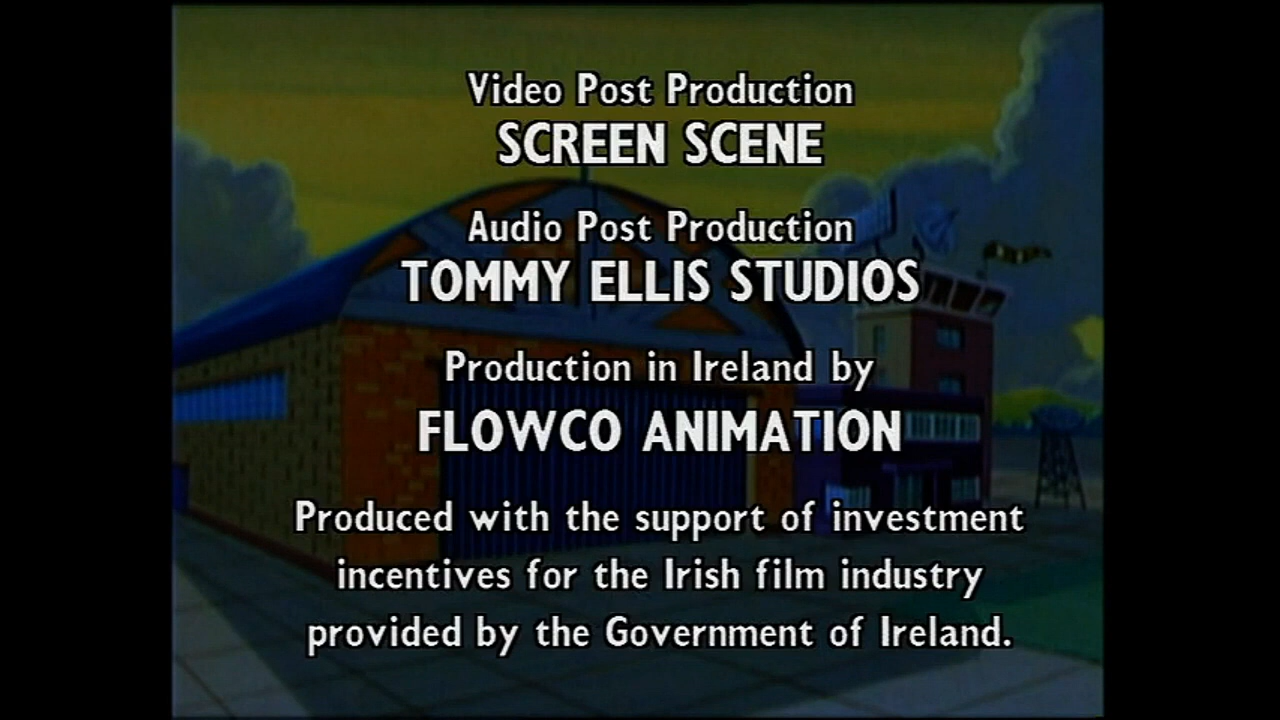 Video Post Production
SCREEN SCENE
Audio Post Production
TOMMY ELLIS STUDIOS
Production in Ireland by
FLOWCO ANIMATION
Produced with the support of investment
incentives for the Irish film industry
provided by the Government of Ireland.